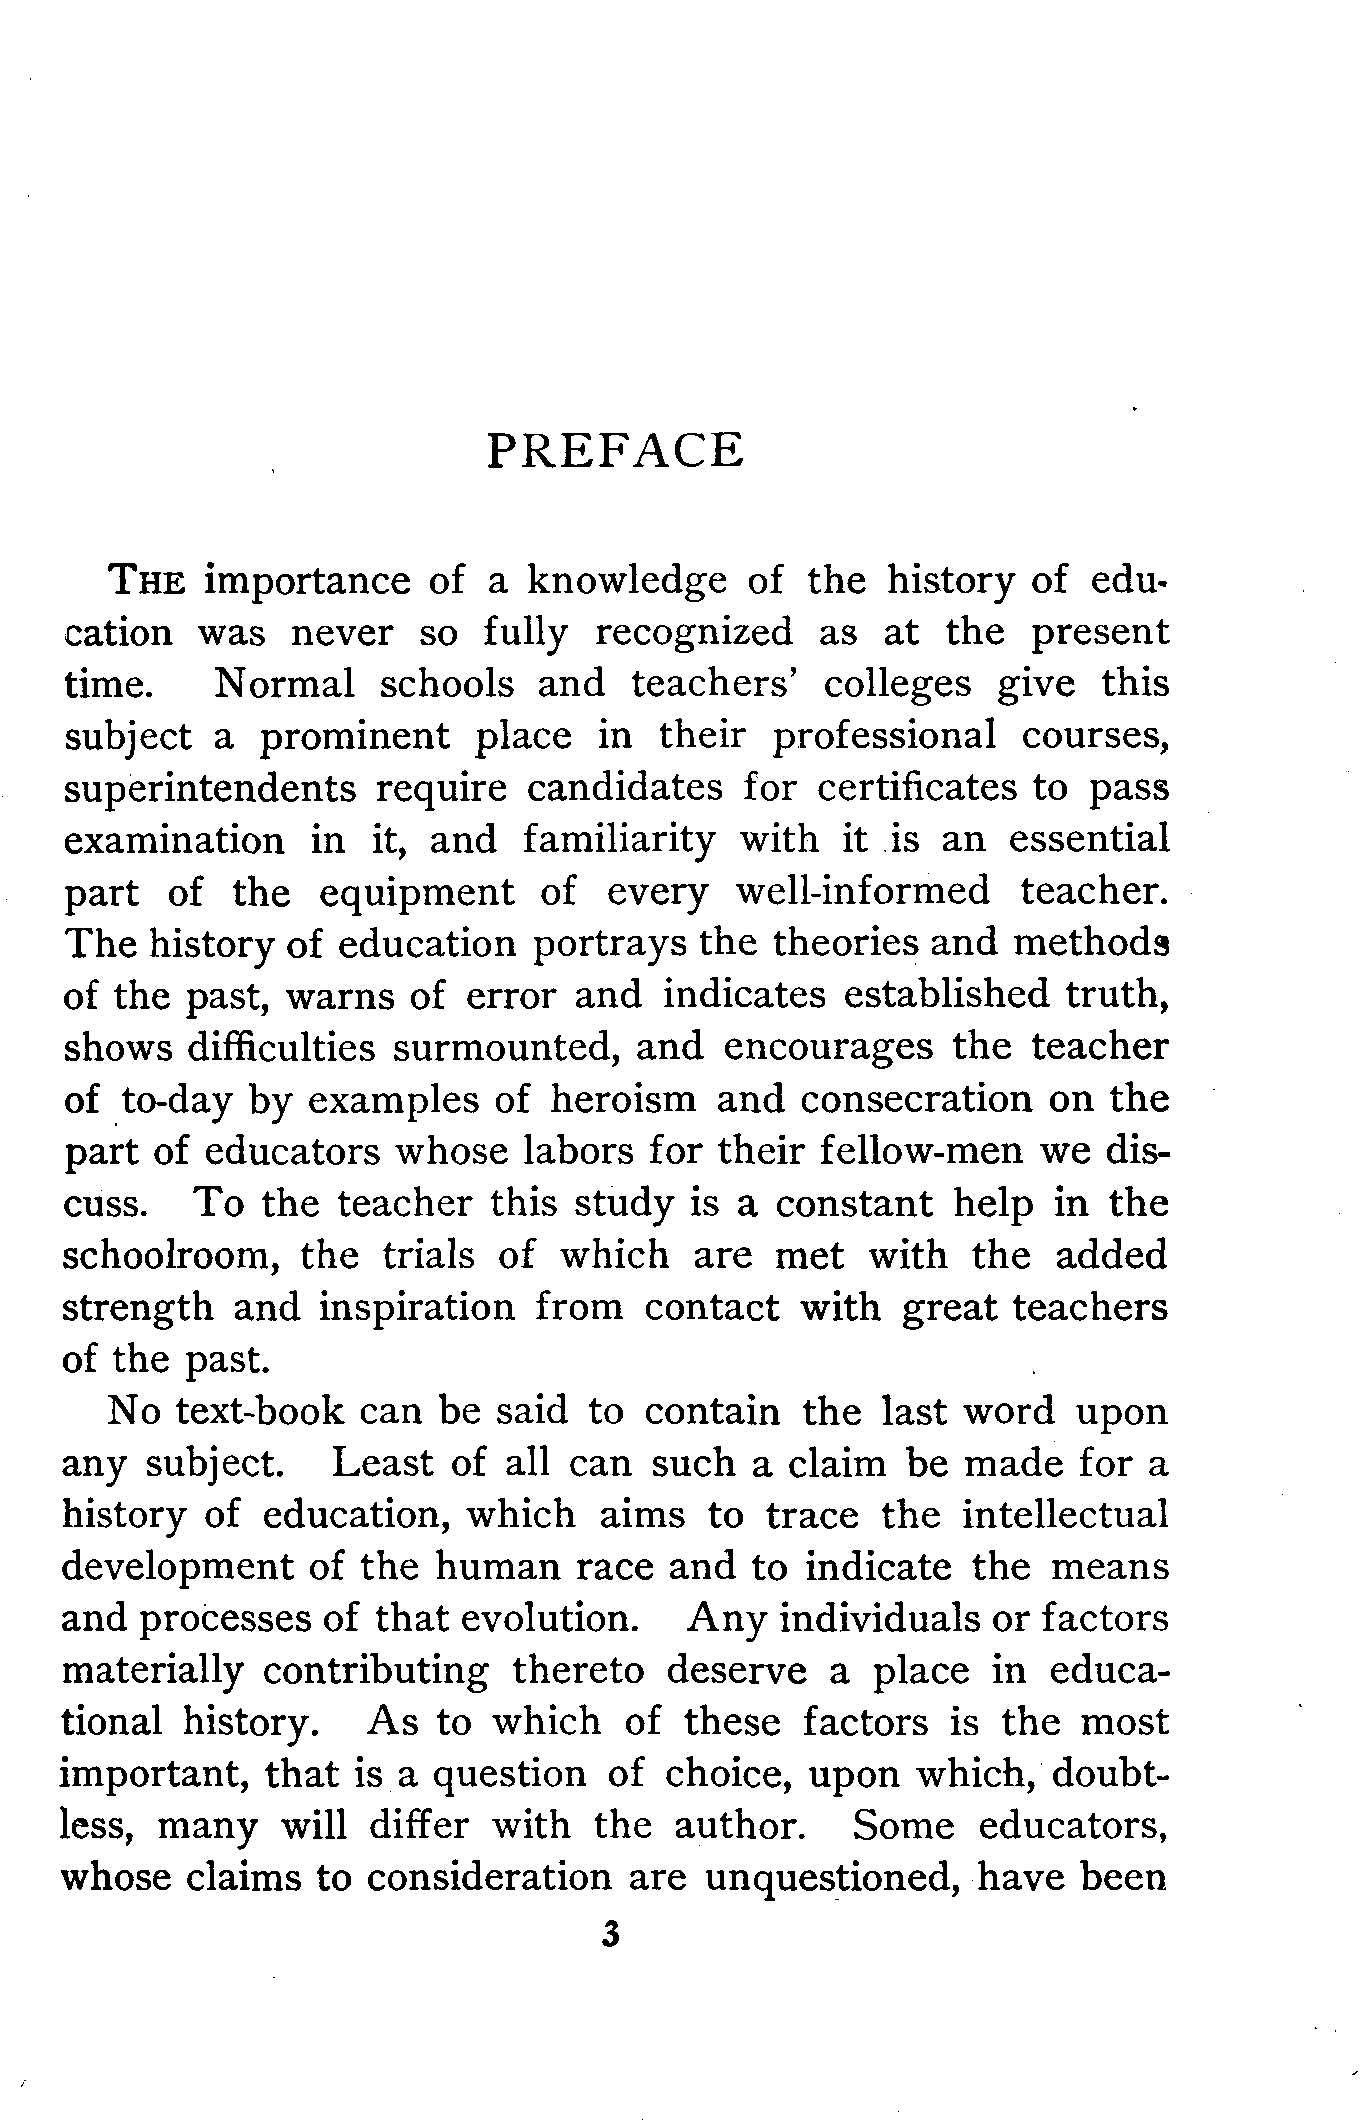 PREFACE
THE importance of a knowledge of the history of edu-
cation was never so fully recognized as at the present
time. Normal schools and teachers' colleges give this
subject a prominent place in their professional courses,
superintendents require candidates for certificates to pass
examination in it, and familiarity with it is an essential
part of the equipment of every well-informed teacher.
The history of education portrays the theories and methods
of the past, warns of error and indicates established truth,
shows difficulties surmounted, and encourages the teacher
of to-day by examples of heroism and consecration on the
part of educators whose labors for their fellow-men we dis-
cuss. To the teacher this study is a constant help in the
schoolroom, the trials of which are met with the added
strength and inspiration from contact with great teachers
of the past.
No text-book can be said to contain the last word upon
any subject. Least of all can such a claim be made for a
history of education, which aims to trace the intellectual
development of the human race and to indicate the means
and processes of that evolution. Any individuals or factors
materially contributing thereto deserve a place in educa-
tional history. As to which of these factors is the most
important, that is a question of choice, upon which, doubt-
less, many will differ with the author. Some educators,
whose claims to consideration are unquestioned, have been
3